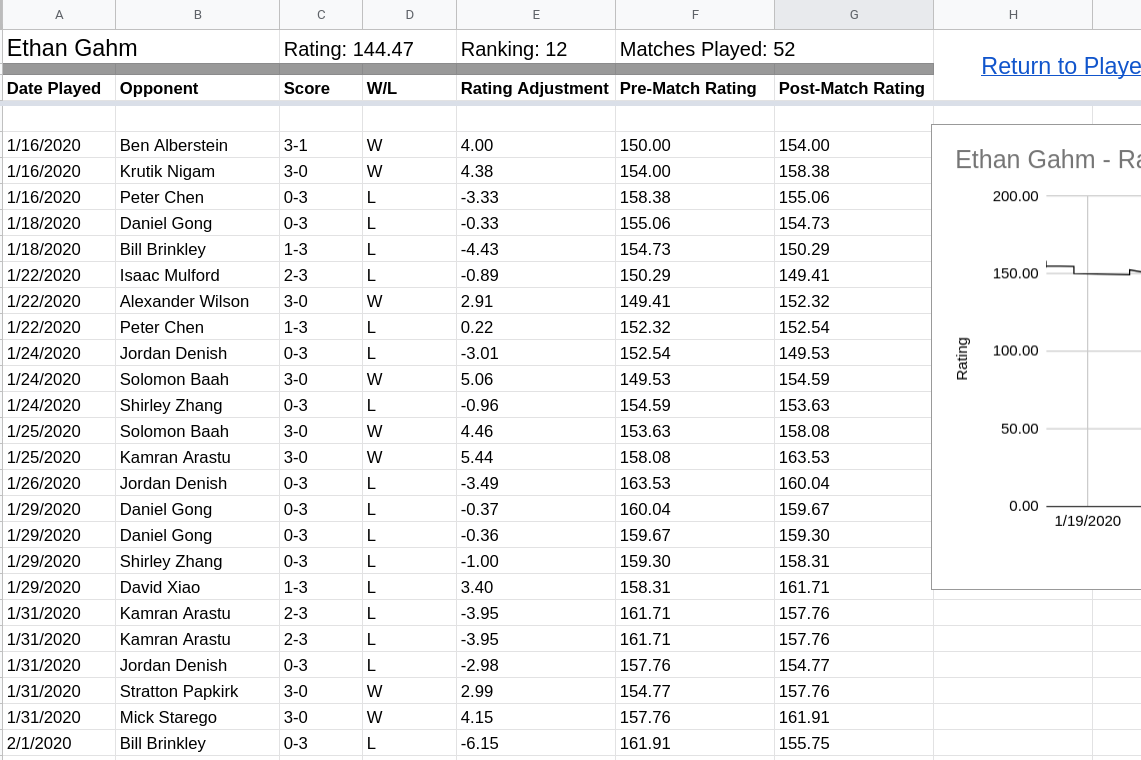 A B C D E F G H
Ethan Gahm Rating: 144.47 Ranking: 12 Matches Played: 52
Return to Playe
Date Played Opponent Score W/L Rating Adjustment Pre-Match Rating Post-Match Rating
1/16/2020 Ben Alberstein 3-1 W 4.00 150.00 154.00
1/16/2020 Krutik Nigam 3-0 W 4.38 154.00 158.38
1/16/2020 Peter Chen 0-3 L -3.33 158.38 155.06
1/18/2020 Daniel Gong 0-3 L -0.33 155.06 154.73
1/18/2020 Bill Brinkley 1-3 L -4.43 154.73 150.29
1/22/2020 Isaac Mulford 2-3 L -0.89 150.29 149.41
1/22/2020 Alexander Wilson 3-0 W 2.91 149.41 152.32
1/22/2020 Peter Chen 1-3 L 0.22 152.32 152.54
1/24/2020 Jordan Denish 0-3 L -3.01 152.54 149.53
1/24/2020 Solomon Baah 3-0 W 5.06 149.53 154.59
1/24/2020 Shirley Zhang 0-3 L -0.96 154.59 153.63
1/25/2020 Solomon Baah 3-0 W 4.46 153.63 158.08
1/25/2020 Kamran Arastu 3-0 W 5.44 158.08 163.53
1/26/2020 Jordan Denish 0-3 L -3.49 163.53 160.04
1/29/2020 Daniel Gong 0-3 L -0.37 160.04 159.67
1/29/2020 Daniel Gong 0-3 L -0.36 159.67 159.30
1/29/2020 Shirley Zhang 0-3 L -1.00 159.30 158.31
1/29/2020 David Xiao 1-3 L 3.40 158.31 161.71
1/31/2020 Kamran Arastu 2-3 L -3.95 161.71 157.76
1/31/2020 Kamran Arastu 2-3 L -3.95 161.71 157.76
1/31/2020 Jordan Denish 0-3 L -2.98 157.76 154.77
1/31/2020 Stratton Papkirk 3-0 W 2.99 154.77 157.76
1/31/2020 Mick Starego 3-0 W 4.15 157.76 161.91
2/1/2020 Bill Brinkley 0-3 L -6.15 161.91 155.75
Ethan Gahm - Ra
200.00
150.00
100.00
50.00
0.00
Rating
1/19/2020